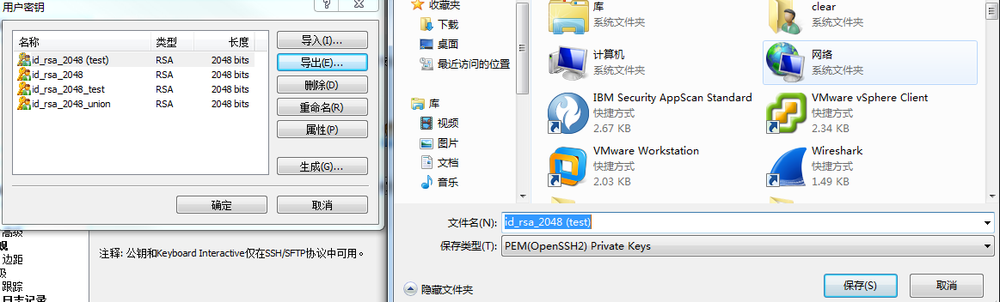 用户密钥
名称 类型 长度
id_rsa_2048 (test) RSA 2048 bits
id_rsa_2048 RSA 2048 bits
id_rsa_2048_test RSA 2048 bits
id_rsa_2048_union RSA 2048 bits
导入(I)...
导出(E)...
删除(D)
重命名(R)
属性(P)
生成(G)...
确定 取消
高级
边距
跟踪
日志记录
注释: 公钥和Keyboard Interactive仅在SSH/SFTP协议中可用。
收藏夹
下载
桌面
最近访问的位置
库
视频
图片
文档
音乐
库
系统文件夹
clear
系统文件夹
计算机
系统文件夹
网络
系统文件夹
IBM Security AppScan Standard
快捷方式
2.67 KB
VMware vSphere Client
快捷方式
2.34 KB
VMware Workstation
快捷方式
2.03 KB
Wireshark
快捷方式
1.49 KB
文件名(N): id_rsa_2048 (test)
保存类型(T): PEM(OpenSSH2) Private Keys
隐藏文件夹
保存(S) 取消